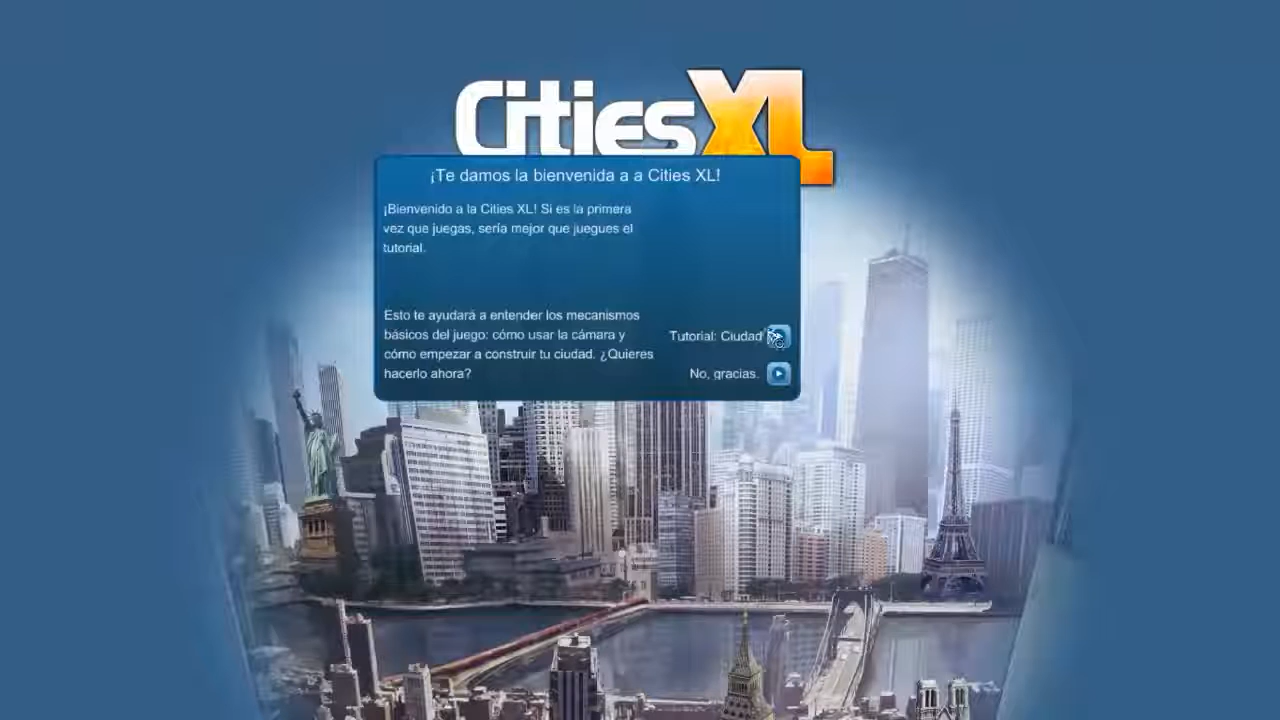 Cities XL
¡Te damos la bienvenida a a Cities XL!
¡Bienvenido a la Cities XL! Si es la primera
vez que juegas, sería mejor que juegues el
tutorial.
Esto te ayudará a entender los mecanismos
básicos del juego: cómo usar la cámara y
cómo empezar a construir tu ciudad. ¿Quieres
hacerlo ahora?
Tutorial: Ciudad
No, gracias.